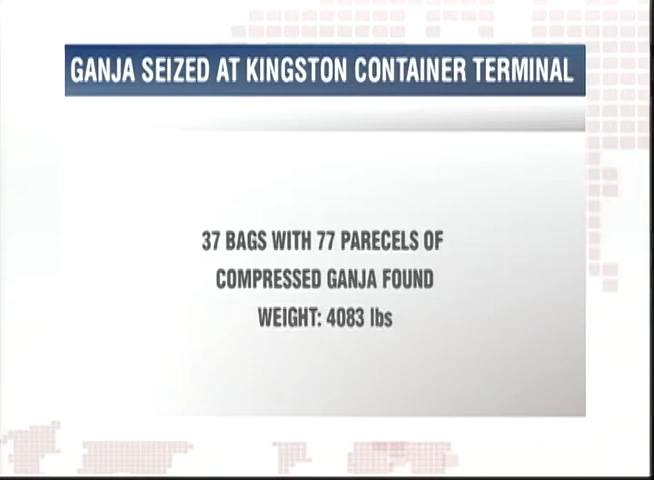 GANJA SEIZED AT KINGSTON CONTAINER TERMINAL
37 BAGS WITH 77 PARECELS OF
COMPRESSED GANJA FOUND
WEIGHT: 4083 lbs